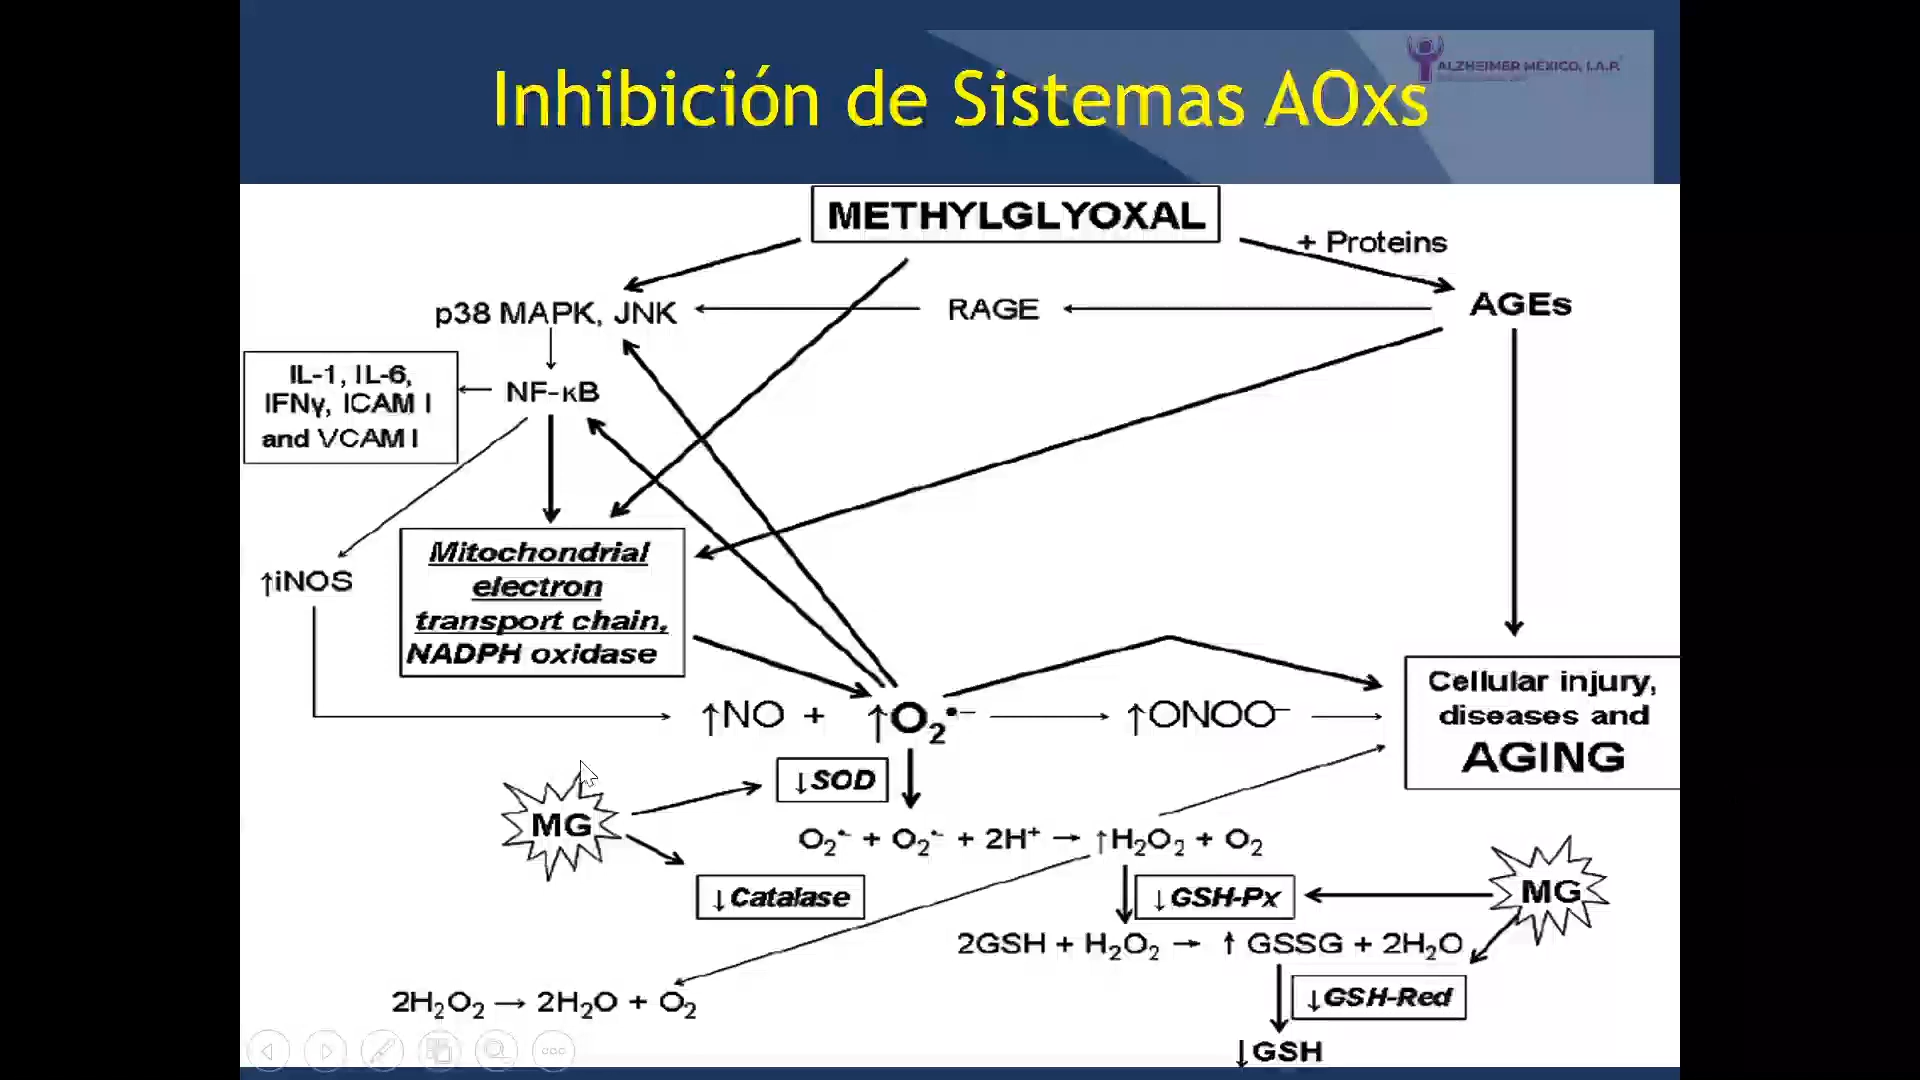 Inhibición de Sistemas AOxs
ALZHEIMER MÉXICO, I.A.P.
METHYLGLYOXAL
+ Proteins
p38 MAPK, JNK
RAGE
AGEs
IL-1, IL-6,
IFNγ, ICAM I
and VCAM I
NF-κB
↑iNOS
Mitochondrial
electron
transport chain,
NADPH oxidase
↑NO + ↑O₂•–
↑ONOO–
Cellular injury,
diseases and
AGING
↓SOD
MG
O₂•– + O₂•– + 2H⁺ → ↑H₂O₂ + O₂
↓Catalase
↓GSH-Px
MG
2GSH + H₂O₂ → ↑ GSSG + 2H₂O
2H₂O₂ → 2H₂O + O₂
↓GSH-Red
↓GSH